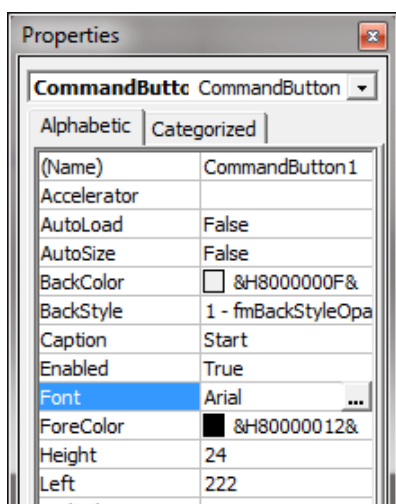 Properties
CommandButto CommandButton
Alphabetic Categorized
(Name) CommandButton1
Accelerator
AutoLoad False
AutoSize False
BackColor &H8000000F&
BackStyle 1 - fmBackStyleOpa
Caption Start
Enabled True
Font Arial ...
ForeColor &H80000012&
Height 24
Left 222